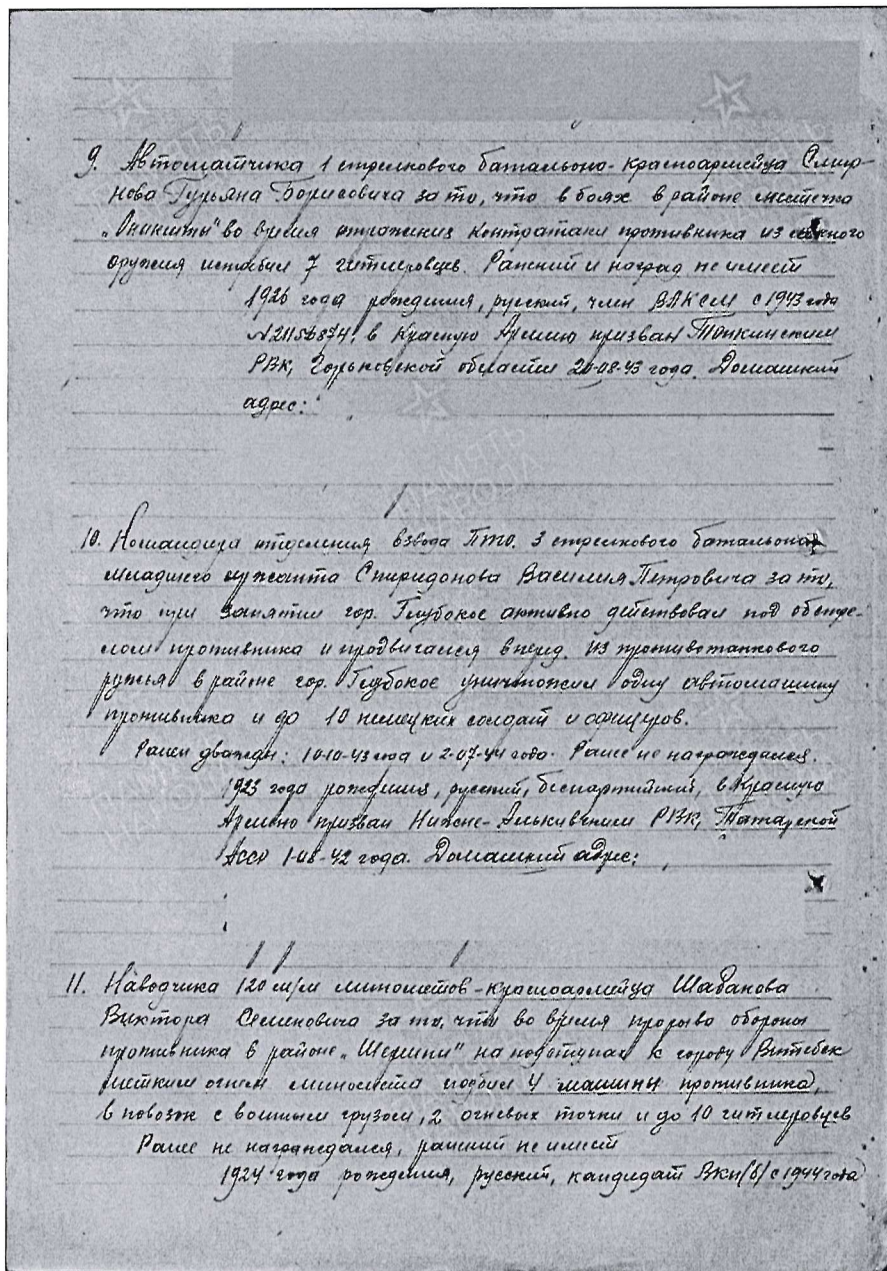 9. Автоматчика 1 стрелкового батальона - красноармейца Смир-
нова Гурьяна Борисовича за то, что в боях в районе местечка
„Оникшты" во время отражения контратаки противника из личного
оружия истребил 7 гитлеровцев. Ранений и наград не имеет
1926 года рождения, русский, член ВЛКСМ с 1943 года
в Красную Армию призван
РВК, Горьковской области 20-08-43 года. Домашний
адрес:
10. Командира отделения взвода ПТО. 3 стрелкового батальона
младшего сержанта Спиридонова Василия Петровича за то,
что при занятии гор. Глубокое активно действовал под обстре-
лом противника и продвигался вперед. Из противотанкового
ружья в районе гор. Глубокое уничтожил одну автомашину
противника и до 10 немецких солдат и офицеров.
Ранен дважды: 10-10-43 года и 2-07-44 года. Ранее не награждался.
1923 года рождения, русский, беспартийный, в Красную
Армию призван РВК, Татарской
АССР 1-08-42 года. Домашний адрес:
11. Наводчика 120 м/м минометов - красноармейца Шабанова
Виктора Семеновича за то, что во время прорыва обороны
противника в районе на подступах к городу Витебск
метким огнем миномета подбил 4 машины противника,
6 повозок с военным грузом, 2 огневых точки и до 10 гитлеровцев
Ранее не награждался, ранений не имеет
1924 года рождения, русский, кандидат ВКП(б) с 1944 года
ПАМЯТЬ
НАРОДА